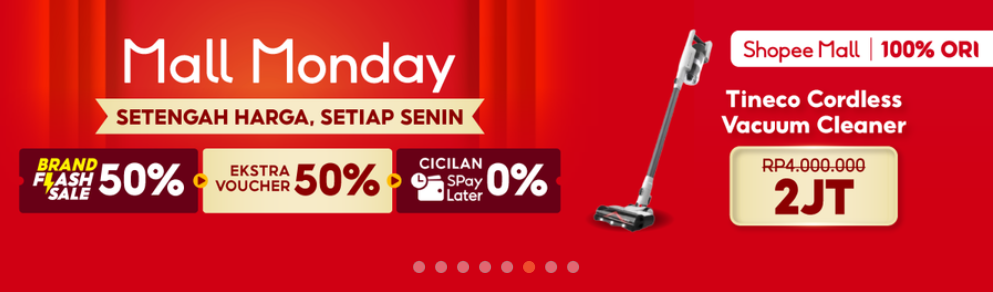 Mall Monday
SETENGAH HARGA, SETIAP SENIN
BRAND
FLASH
SALE
50%
EKSTRA
VOUCHER
50%
CICILAN
SPay
Later
0%
Shopee Mall | 100% ORI
Tineco Cordless
Vacuum Cleaner
RP4.000.000
2JT